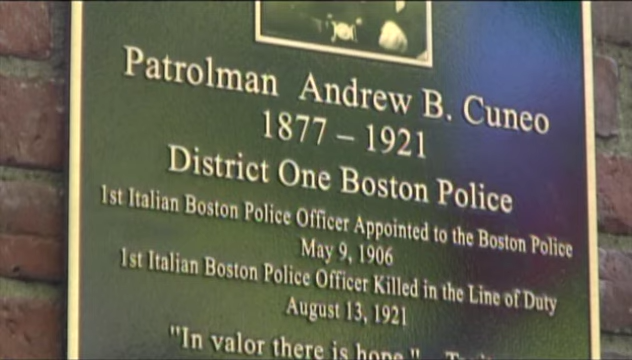 Patrolman Andrew B. Cuneo
1877 – 1921
District One Boston Police
1st Italian Boston Police Officer Appointed to the Boston Police
May 9, 1906
1st Italian Boston Police Officer Killed in the Line of Duty
August 13, 1921
"In valor there is hope."